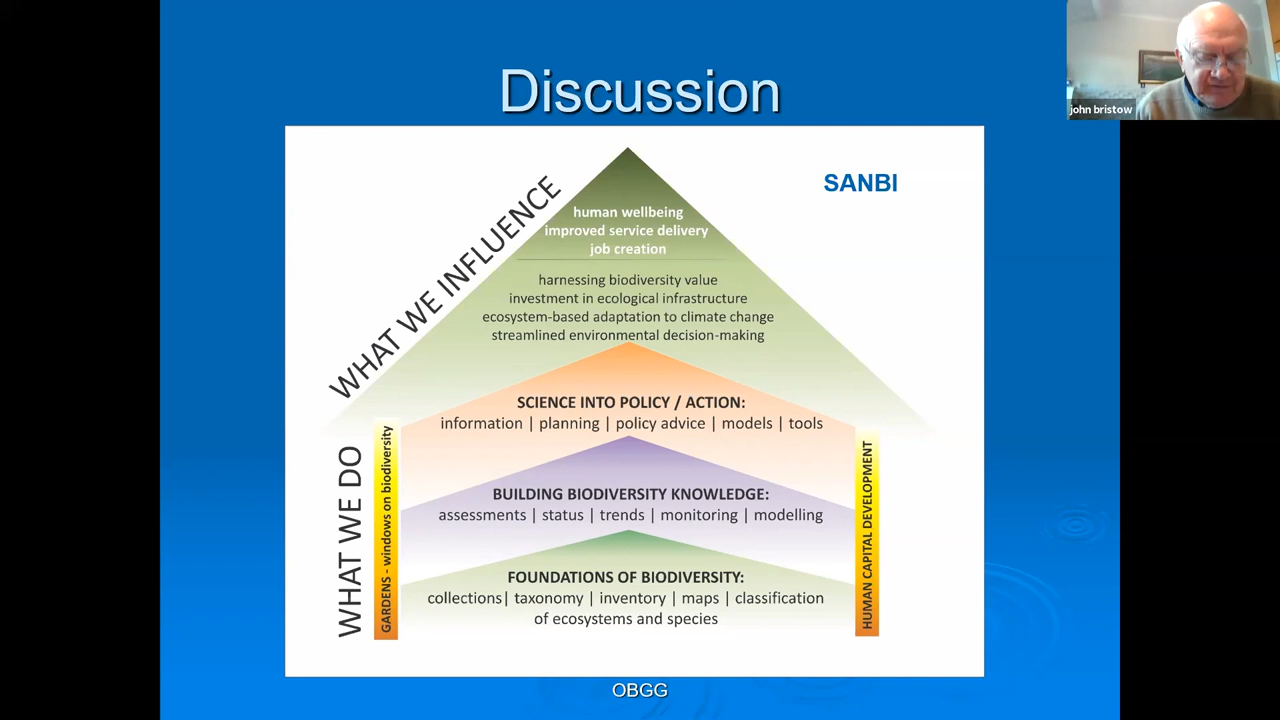 Discussion
john bristow
SANBI
WHAT WE INFLUENCE
human wellbeing
improved service delivery
job creation
harnessing biodiversity value
investment in ecological infrastructure
ecosystem-based adaptation to climate change
streamlined environmental decision-making
WHAT WE DO
GARDENS - windows on biodiversity
SCIENCE INTO POLICY / ACTION:
information | planning | policy advice | models | tools
BUILDING BIODIVERSITY KNOWLEDGE:
assessments | status | trends | monitoring | modelling
FOUNDATIONS OF BIODIVERSITY:
collections| taxonomy | inventory | maps | classification
of ecosystems and species
HUMAN CAPITAL DEVELOPMENT
OBGG